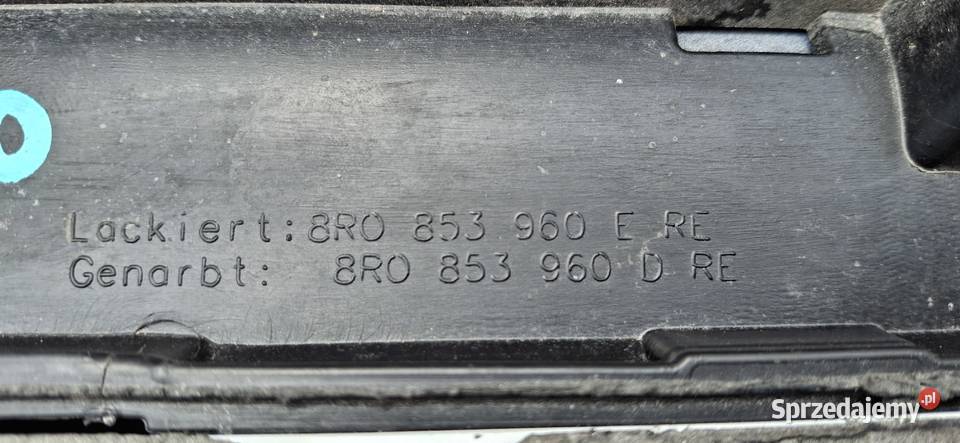 Lackiert:8R0 853 960 E RE
Genarbt: 8R0 853 960 D RE
Sprzedajemy.pl